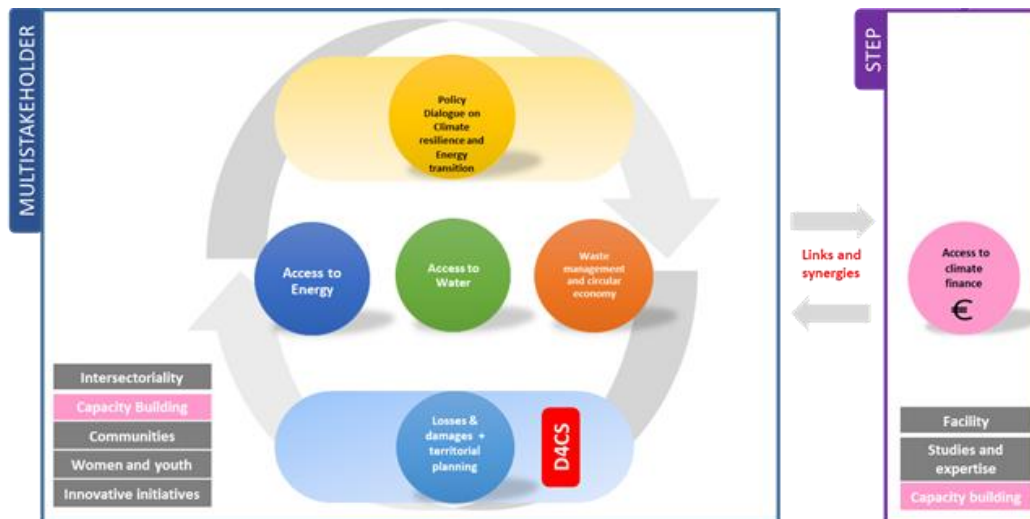 MULTISTAKEHOLDER
Policy
Dialogue on
Climate
resilience and
Energy
transition
Access to
Energy
Access to
Water
Waste
management
and circular
economy
Losses &
damages +
territorial
planning
D4CS
Intersectoriality
Capacity Building
Communities
Women and youth
Innovative initiatives
Links and
synergies
STEP
Access to
climate
finance
€
Facility
Studies and
expertise
Capacity building